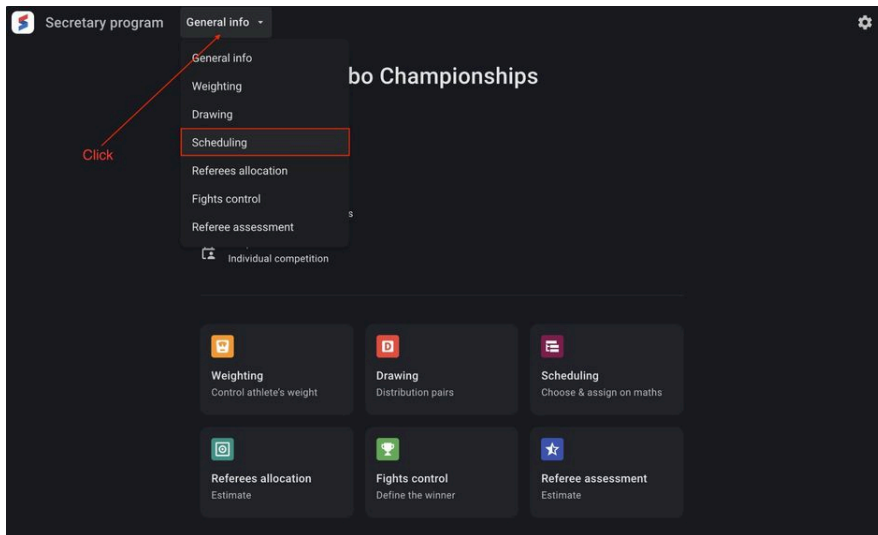 Secretary program General info
General info
Weighting
Drawing
Scheduling
Referees allocation
Fights control
Referee assessment
bo Championships
Click
s
Individual competition
Weighting
Control athlete's weight
Drawing
Distribution pairs
Scheduling
Choose & assign on maths
Referees allocation
Estimate
Fights control
Define the winner
Referee assessment
Estimate
D